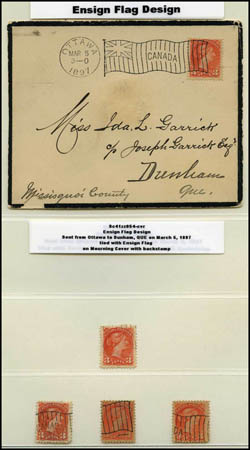 Ensign Flag Design
OTTAWA
MAR 5
3-0
1897
CANADA
Miss Ida L. Garrick
c/o Joseph Garrick Esq
Dunham
Que.
Missisquoi County
Ensign Flag Design
Sent from Ottawa to Dunham, QUE on March 5, 1897
tied with Ensign Flag
on Mourning Cover with backstamp